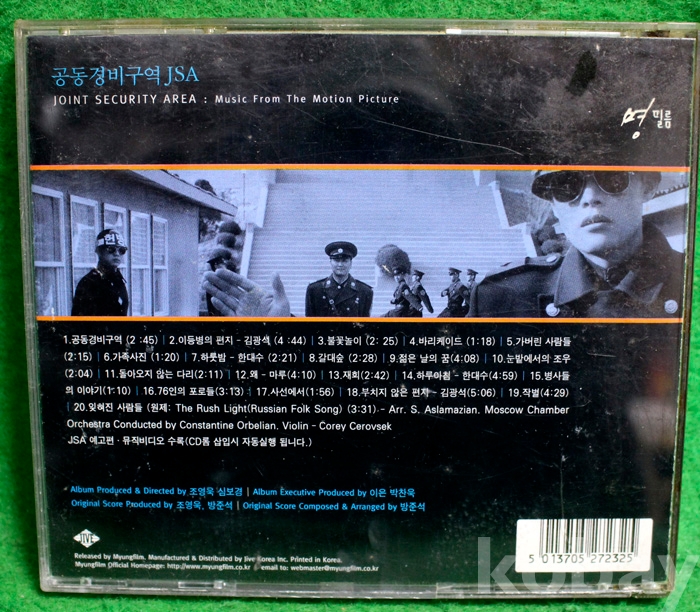 공동경비구역 JSA
JOINT SECURITY AREA : Music From The Motion Picture
명필름
헌병
1.공동경비구역 (2 :45) | 2.이등병의 편지 - 김광석 (4 :44) | 3.불꽃놀이 (2: 25) | 4.바리케이드 (1:18) | 5.가버린 사람들
(2:15) | 6.가족사진 (1:20) | 7.하룻밤 - 한대수 (2:21) | 8.갈대숲 (2:28) | 9.젊은 날의 꿈(4:08) | 10.눈밭에서의 조우
(2:04) | 11.돌아오지 않는 다리(2:11) | 12.왜 - 마루(4:10) | 13.재회(2:42) | 14.하루아침 - 한대수(4:59) | 15.병사들
의 이야기(1:10) | 16.76인의 포로들(3:13) | 17.사선에서(1:56) | 18.부치지 않은 편지 - 김광석(5:06) | 19.작별(4:29)
20.잊혀진 사람들 (원제: The Rush Light(Russian Folk Song) (3:31) - Arr. S. Aslamazian, Moscow Chamber
Orchestra Conducted by Constantine Orbelian, Violin - Corey Cerovsek
JSA 예고편 · 뮤직비디오 수록(CD롬 삽입시 자동실행 됩니다.)
Album Produced & Directed by 조영욱 심보경 | Album Executive Produced by 이은 박찬욱
Original Score Produced by 조영욱, 방준석 | Original Score Composed & Arranged by 방준석
JIVE
Released by Myungfilm. Manufactured & Distributed by Jive Korea Inc. Printed in Korea.
Myungfilm Official Homepage: http://www.myungfilm.co.kr / email to: webmaster@myungfilm.co.kr
5 013705 272325
kobay